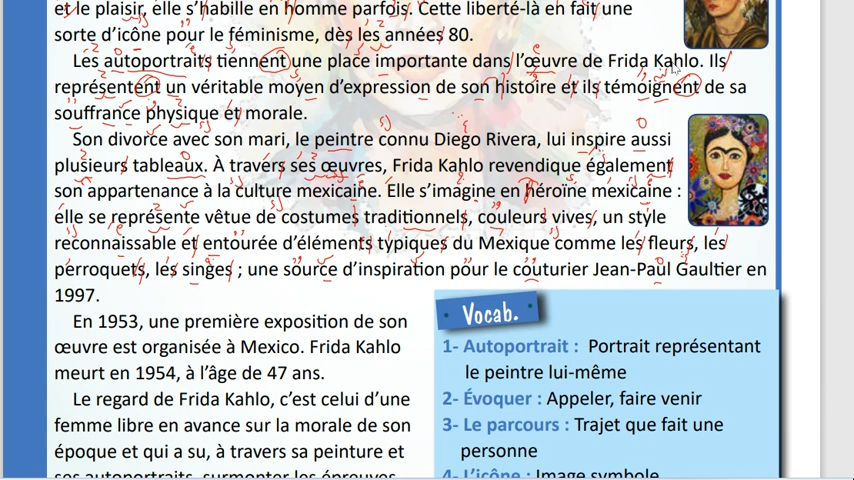 et le plaisir, elle s'habille en homme parfois. Cette liberté-là en fait une
sorte d'icône pour le féminisme, dès les années 80.
Les autoportraits tiennent une place importante dans l'œuvre de Frida Kahlo. Ils
représentent un véritable moyen d'expression de son histoire et ils témoignent de sa
souffrance physique et morale.
Son divorce avec son mari, le peintre connu Diego Rivera, lui inspire aussi
plusieurs tableaux. À travers ses œuvres, Frida Kahlo revendique également
son appartenance à la culture mexicaine. Elle s'imagine en héroïne mexicaine :
elle se représente vêtue de costumes traditionnels, couleurs vives, un style
reconnaissable et entourée d'éléments typiques du Mexique comme les fleurs, les
perroquets, les singes ; une source d'inspiration pour le couturier Jean-Paul Gaultier en
1997.
En 1953, une première exposition de son
œuvre est organisée à Mexico. Frida Kahlo
meurt en 1954, à l'âge de 47 ans.
Le regard de Frida Kahlo, c'est celui d'une
femme libre en avance sur la morale de son
époque et qui a su, à travers sa peinture et
ses autoportraits, surmonter les épreuves
Vocab.
1- Autoportrait : Portrait représentant
le peintre lui-même
2- Évoquer : Appeler, faire venir
3- Le parcours : Trajet que fait une
personne
4- L'icône : Image symbole